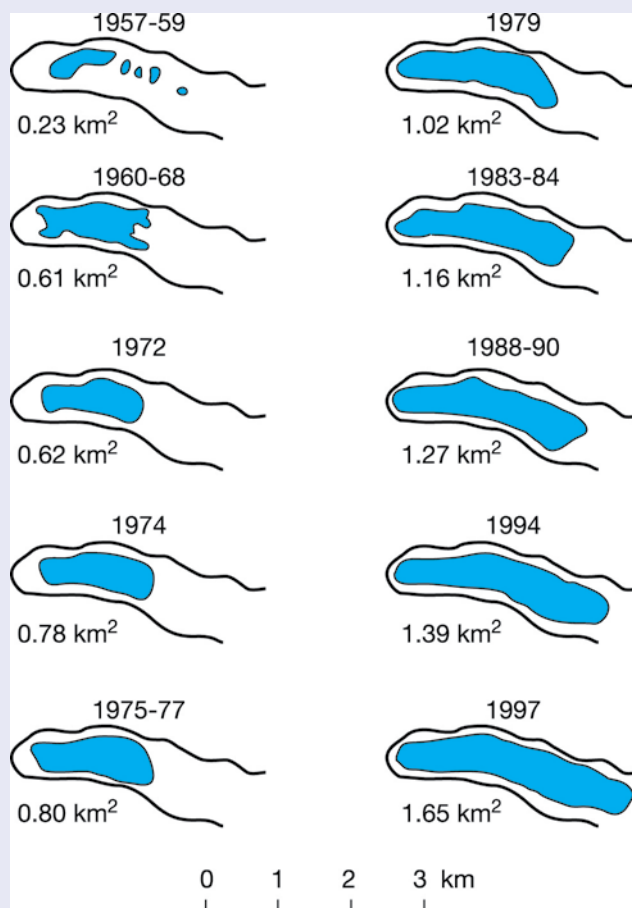 1957-59
0.23 km²
1960-68
0.61 km²
1972
0.62 km²
1974
0.78 km²
1975-77
0.80 km²
1979
1.02 km²
1983-84
1.16 km²
1988-90
1.27 km²
1994
1.39 km²
1997
1.65 km²
0 1 2 3 km